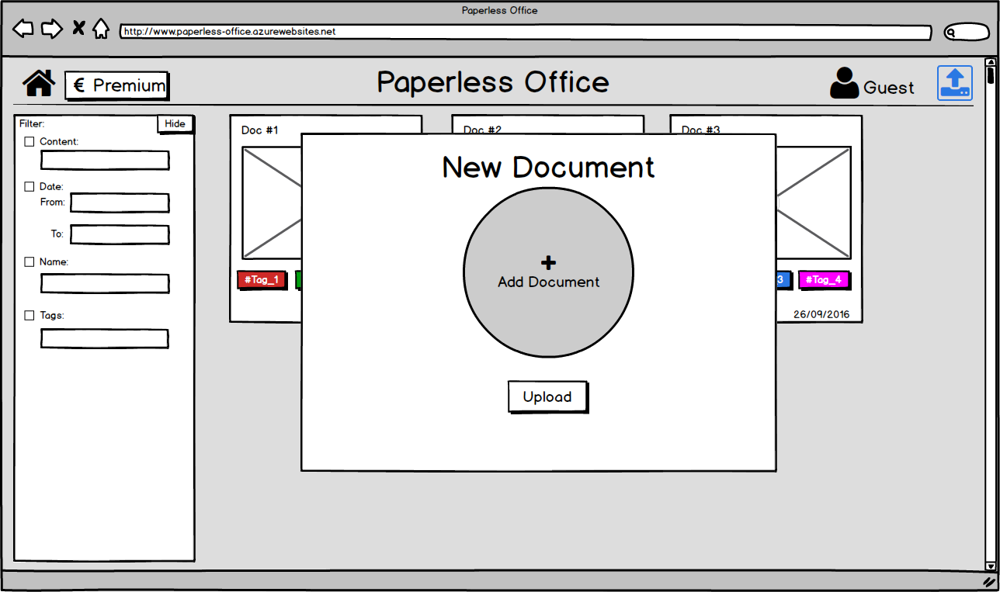 Paperless Office
http://www.paperless-office.azurewebsites.net
€ Premium
Paperless Office
Guest
Filter:
Hide
Content:
Date:
From:
To:
Name:
Tags:
Doc #1
Doc #2
Doc #3
New Document
+
Add Document
Upload
#Tag_1
3
#Tag_4
26/09/2016